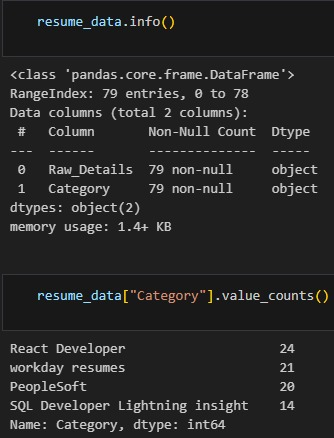 resume_data.info()
<class 'pandas.core.frame.DataFrame'>
RangeIndex: 79 entries, 0 to 78
Data columns (total 2 columns):
 #   Column       Non-Null Count  Dtype
---  ------       --------------  -----
 0   Raw_Details  79 non-null     object
 1   Category     79 non-null     object
dtypes: object(2)
memory usage: 1.4+ KB
resume_data["Category"].value_counts()
React Developer                    24
workday resumes                    21
PeopleSoft                         20
SQL Developer Lightning insight    14
Name: Category, dtype: int64